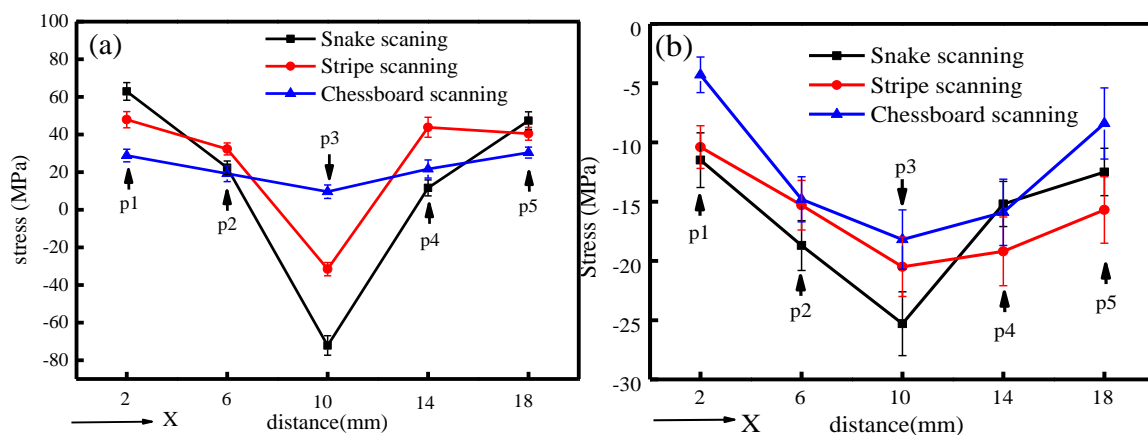 (a)
Snake scaning
Stripe scanning
Chessboard scanning
100
80
60
40
20
0
-20
-40
-60
-80
stress (MPa)
p1
p2
p3
p4
p5
2 6 10 14 18
X distance(mm)
(b)
Snake scanning
Stripe scanning
Chessboard scanning
0
-5
-10
-15
-20
-25
-30
Stress (MPa)
p1
p2
p3
p4
p5
2 6 10 14 18
X distance(mm)